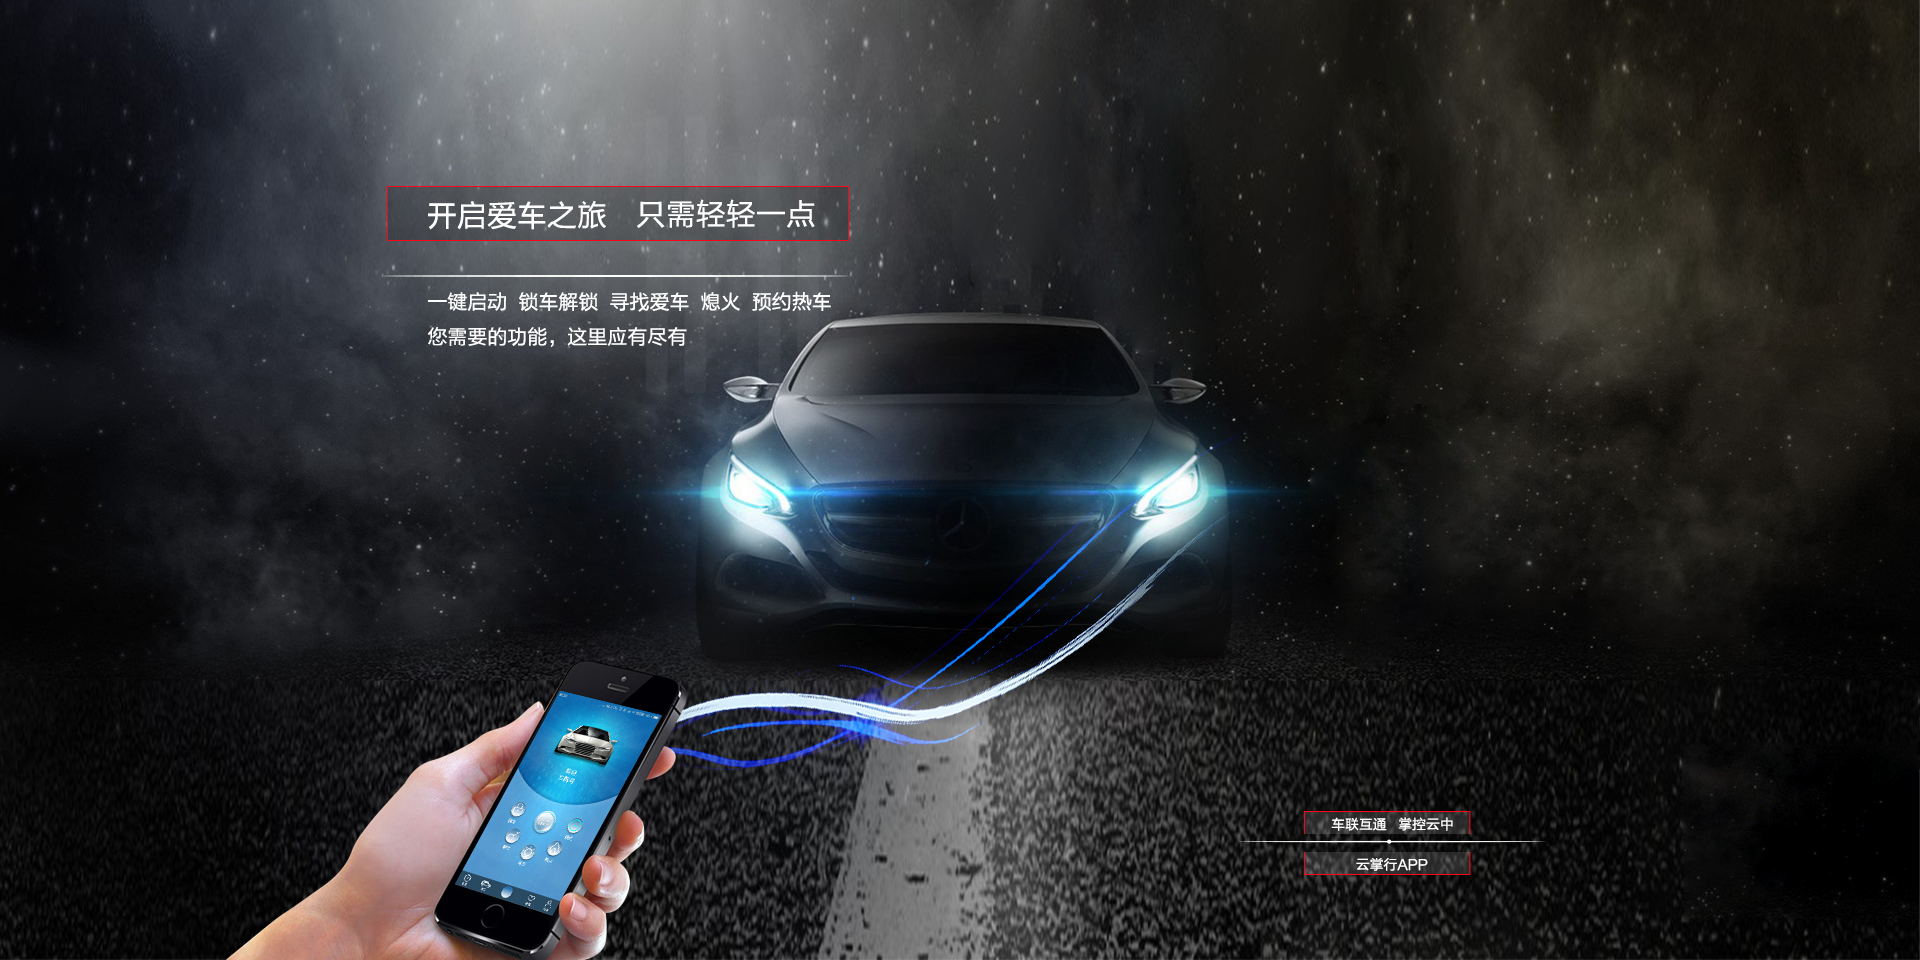 开启爱车之旅 只需轻轻一点
一键启动 锁车解锁 寻找爱车 熄火 预约热车
您需要的功能，这里应有尽有
车联互通 掌控云中
云掌行APP